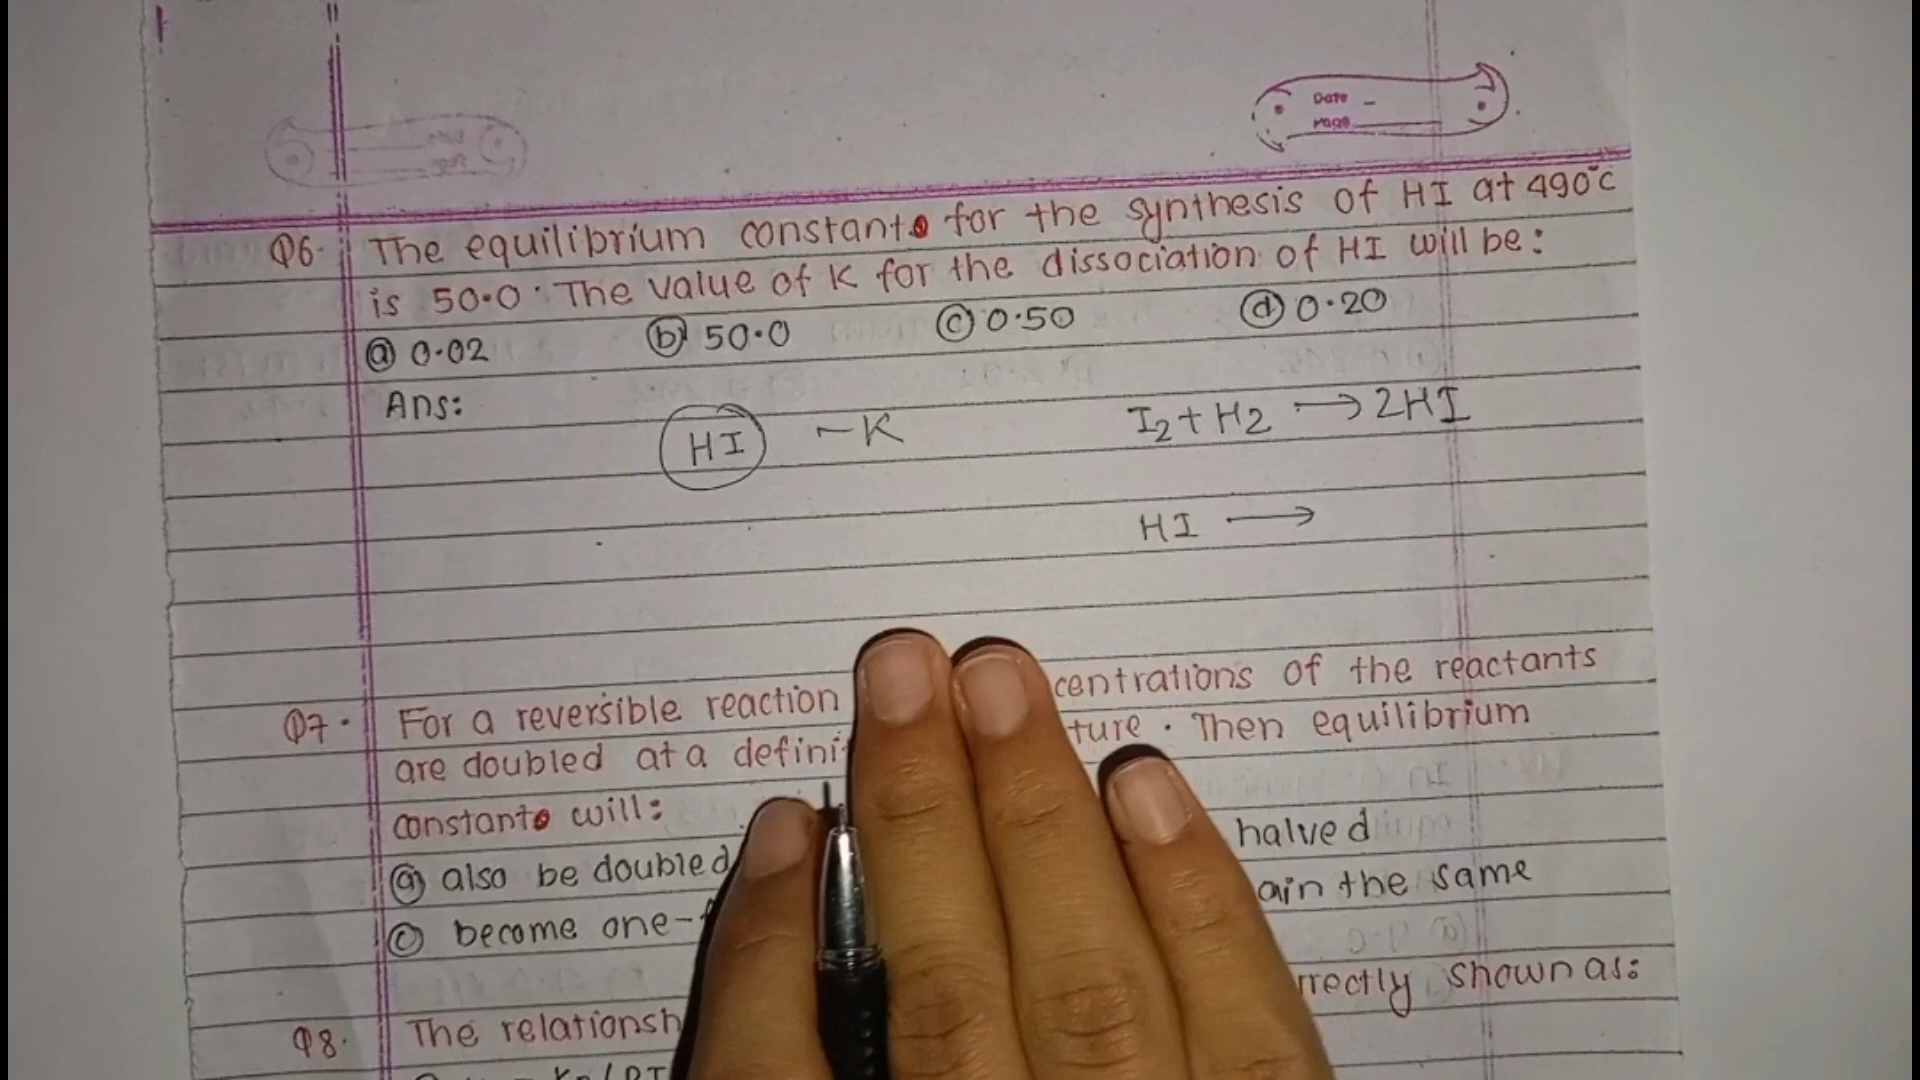 Date -
Page
Q6. The equilibrium constant for the synthesis of HI at 490°C
is 50.0. The value of K for the dissociation of HI will be:
(a) 0.02 (b) 50.0 (c) 0.50 (d) 0.20
Ans:
HI - K I2 + H2 → 2HI
HI →
Q7. For a reversible reaction centrations of the reactants
are doubled at a defini ture. Then equilibrium
constant will:
(a) also be doubled halved
ain the same
(c) become one-
rrectly shown as:
Q8. The relationsh